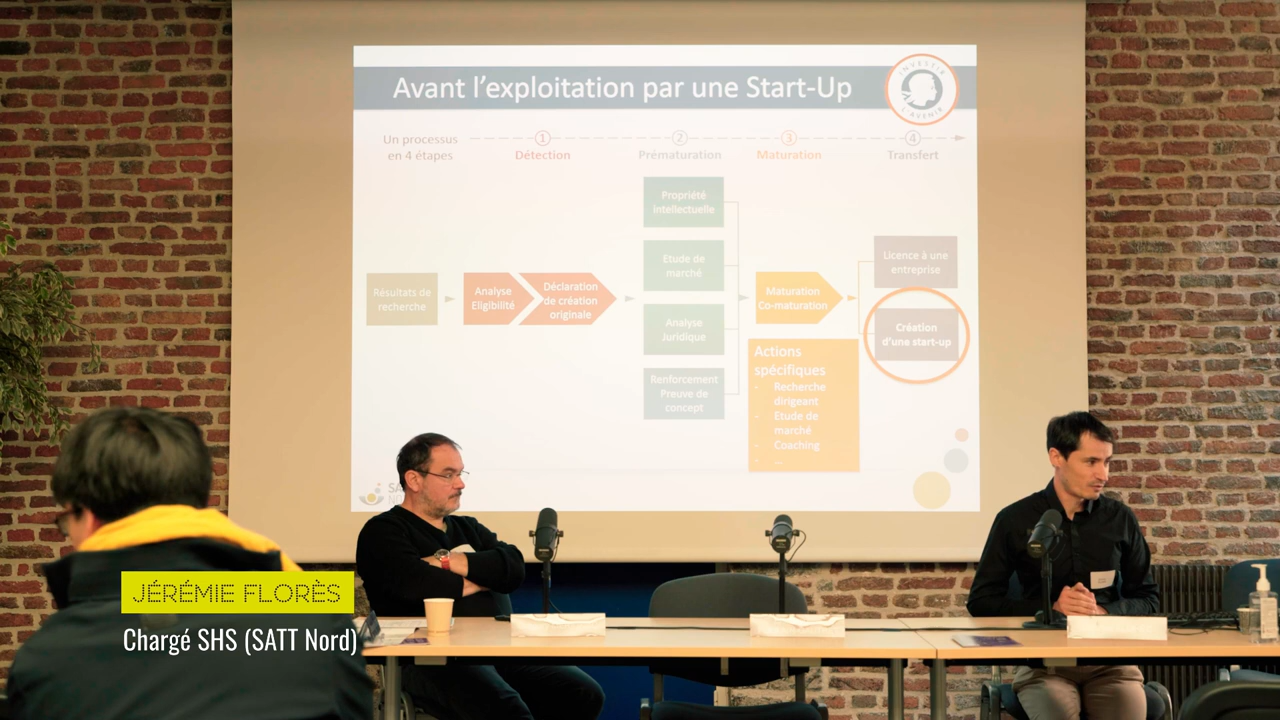 Avant l'exploitation par une Start-Up
INVESTIR
L'AVENIR
Un processus
en 4 étapes
1
Détection
2
Prématuration
3
Maturation
4
Transfert
Résultats de
recherche
Analyse
Eligibilité
Déclaration
de création
originale
Propriété
intellectuelle
Etude de
marché
Analyse
Juridique
Renforcement
Preuve de
concept
Maturation
Co-maturation
Actions
spécifiques
- Recherche
dirigeant
- Etude de
marché
- Coaching
- ...
Licence à une
entreprise
Création
d'une start-up
JÉRÉMIE FLORÈS
Chargé SHS (SATT Nord)